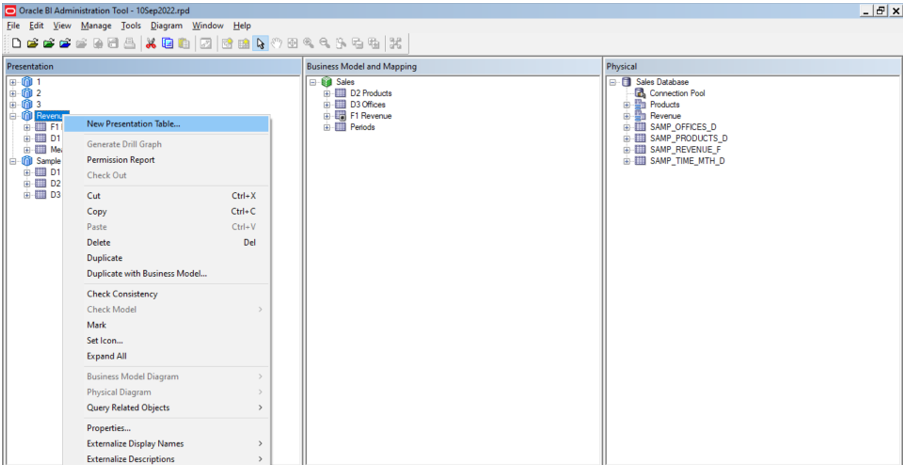 Oracle BI Administration Tool - 10Sep2022.rpd
File Edit View Manage Tools Diagram Window Help
Presentation
1
2
3
Revenu
F1
D1
Mea
Sample
D1
D2
D3
New Presentation Table...
Generate Drill Graph
Permission Report
Check Out
Cut Ctrl+X
Copy Ctrl+C
Paste Ctrl+V
Delete Del
Duplicate
Duplicate with Business Model...
Check Consistency
Check Model
Mark
Set Icon...
Expand All
Business Model Diagram
Physical Diagram
Query Related Objects
Properties...
Externalize Display Names
Externalize Descriptions
Business Model and Mapping
Sales
D2 Products
D3 Offices
F1 Revenue
Periods
Physical
Sales Database
Connection Pool
Products
Revenue
SAMP_OFFICES_D
SAMP_PRODUCTS_D
SAMP_REVENUE_F
SAMP_TIME_MTH_D